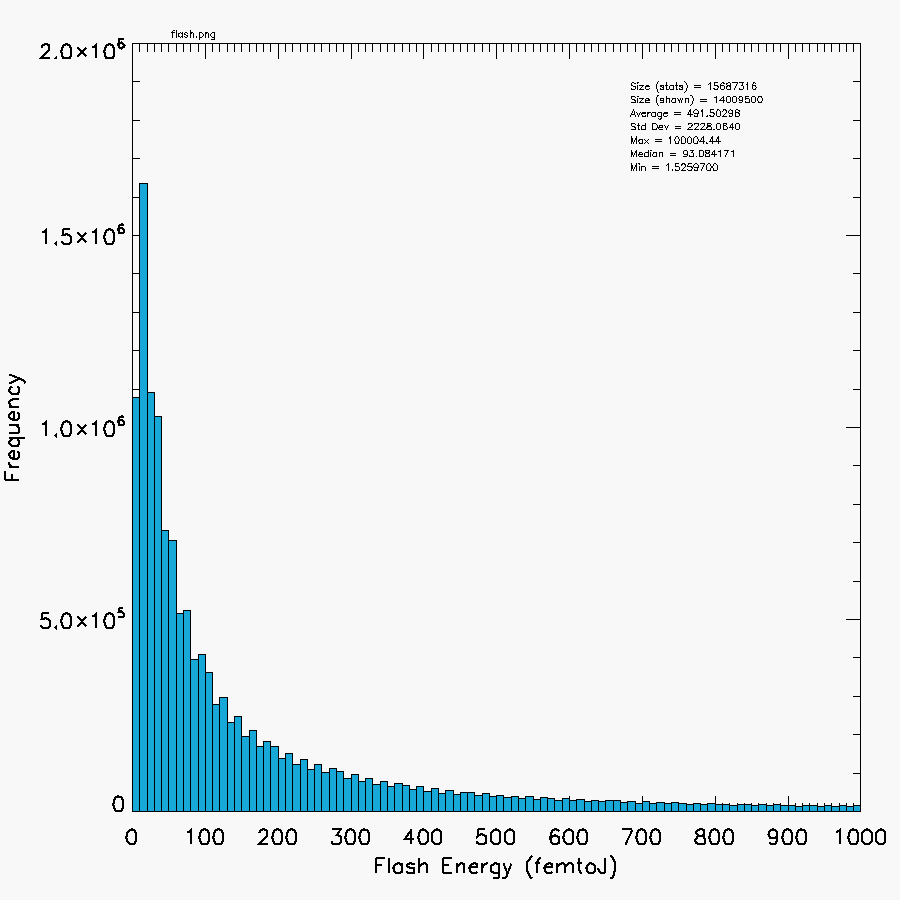 flash.png
2.0×10⁶
Size (stats) = 15687316
Size (shown) = 14009500
Average = 491.50298
Std Dev = 2228.0640
Max = 100004.44
Median = 93.084171
Min = 1.5259700
1.5×10⁶
1.0×10⁶
Frequency
5.0×10⁵
0
0 100 200 300 400 500 600 700 800 900 1000
Flash Energy (femtoJ)